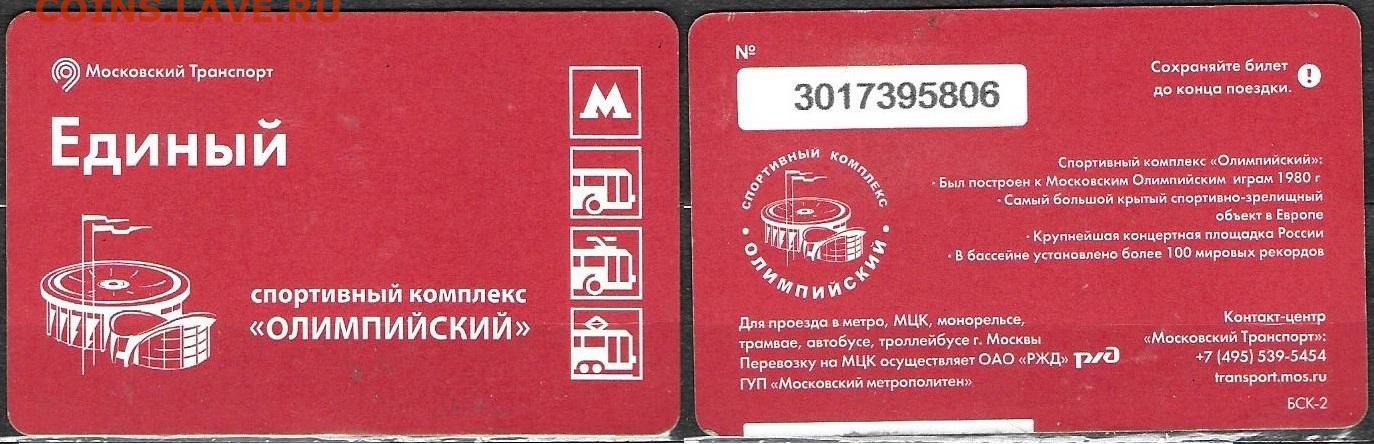 COINS.LAVE.RU
Московский Транспорт
Единый
М
спортивный комплекс
«ОЛИМПИЙСКИЙ»
№
3017395806
Сохраняйте билет
до конца поездки.
!
СПОРТИВНЫЙ КОМПЛЕКС
• ОЛИМПИЙСКИЙ •
Спортивный комплекс «Олимпийский»:
· Был построен к Московским Олимпийским играм 1980 г
· Самый большой крытый спортивно-зрелищный
объект в Европе
· Крупнейшая концертная площадка России
· В бассейне установлено более 100 мировых рекордов
Для проезда в метро, МЦК, монорельсе,
трамвае, автобусе, троллейбусе г. Москвы
Перевозку на МЦК осуществляет ОАО «РЖД» РЖД
ГУП «Московский метрополитен»
Контакт-центр
«Московский Транспорт»:
+7 (495) 539-5454
transport.mos.ru
БСК-2